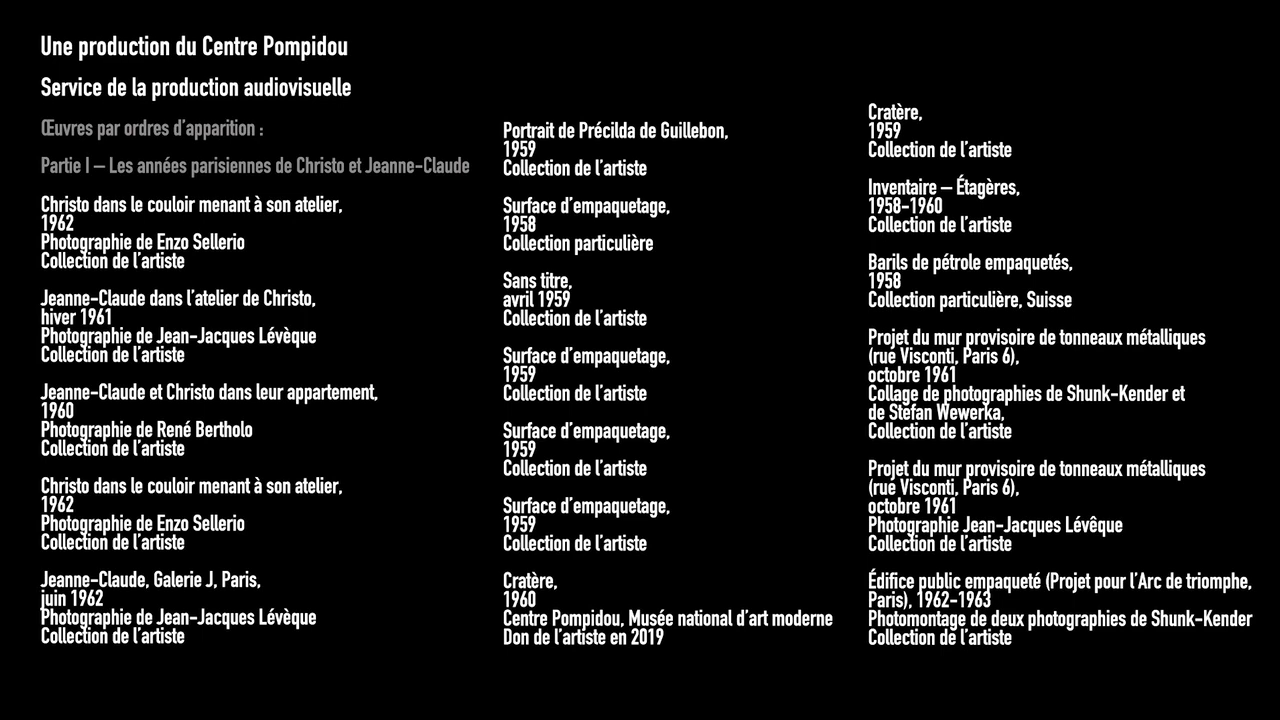 Une production du Centre Pompidou
Service de la production audiovisuelle
Œuvres par ordres d’apparition :
Partie I – Les années parisiennes de Christo et Jeanne-Claude
Christo dans le couloir menant à son atelier,
1962
Photographie de Enzo Sellerio
Collection de l’artiste
Jeanne-Claude dans l’atelier de Christo,
hiver 1961
Photographie de Jean-Jacques Lévèque
Collection de l’artiste
Jeanne-Claude et Christo dans leur appartement,
1960
Photographie de René Bertholo
Collection de l’artiste
Christo dans le couloir menant à son atelier,
1962
Photographie de Enzo Sellerio
Collection de l’artiste
Jeanne-Claude, Galerie J, Paris,
juin 1962
Photographie de Jean-Jacques Lévèque
Collection de l’artiste
Portrait de Précilda de Guillebon,
1959
Collection de l’artiste
Surface d’empaquetage,
1958
Collection particulière
Sans titre,
avril 1959
Collection de l’artiste
Surface d’empaquetage,
1959
Collection de l’artiste
Surface d’empaquetage,
1959
Collection de l’artiste
Surface d’empaquetage,
1959
Collection de l’artiste
Cratère,
1960
Centre Pompidou, Musée national d’art moderne
Don de l’artiste en 2019
Cratère,
1959
Collection de l’artiste
Inventaire – Étagères,
1958-1960
Collection de l’artiste
Barils de pétrole empaquetés,
1958
Collection particulière, Suisse
Projet du mur provisoire de tonneaux métalliques
(rue Visconti, Paris 6),
octobre 1961
Collage de photographies de Shunk-Kender et
de Stefan Wewerka,
Collection de l’artiste
Projet du mur provisoire de tonneaux métalliques
(rue Visconti, Paris 6),
octobre 1961
Photographie Jean-Jacques Lévêque
Collection de l’artiste
Édifice public empaqueté (Projet pour l’Arc de triomphe,
Paris), 1962-1963
Photomontage de deux photographies de Shunk-Kender
Collection de l’artiste